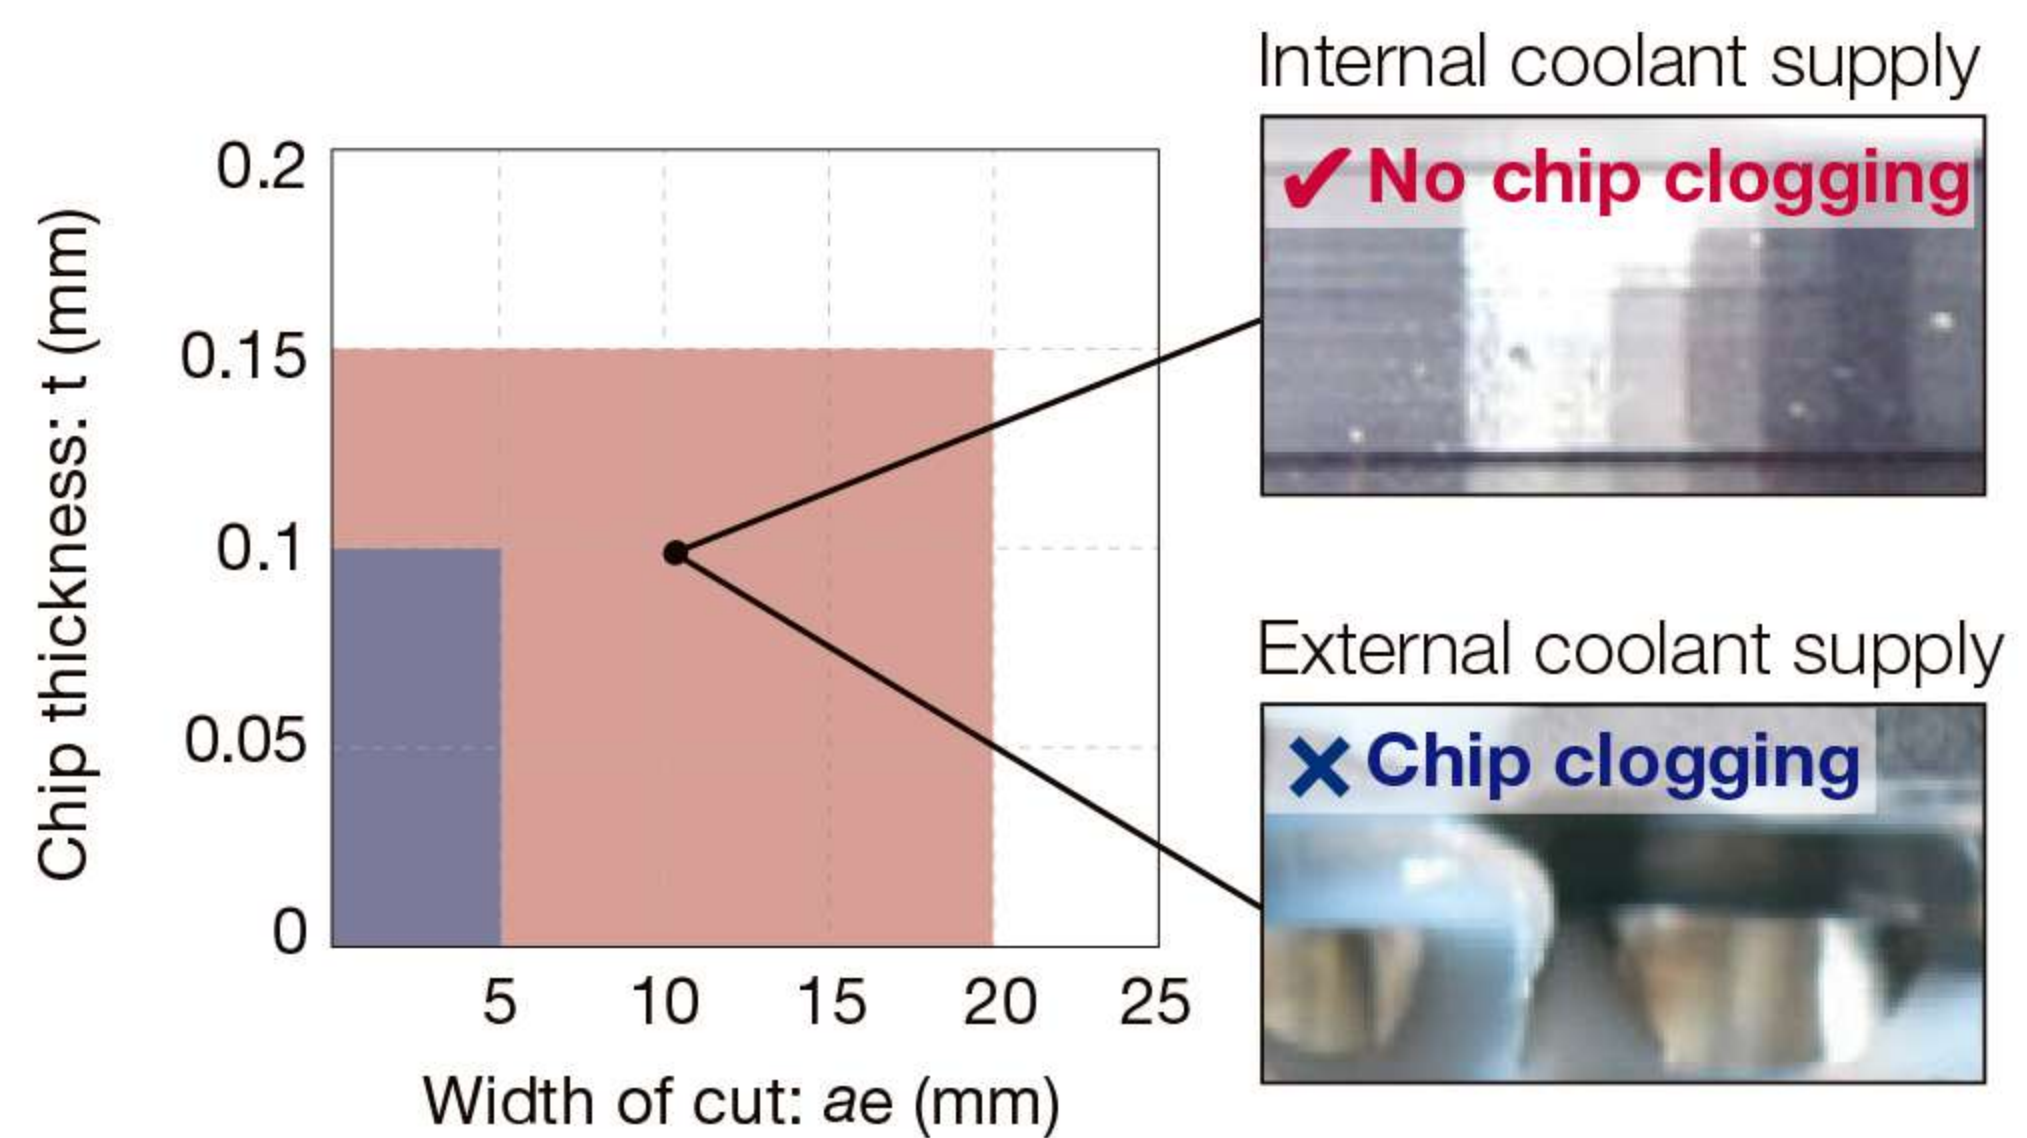 Internal coolant supply
✔ No chip clogging
0.2
0.15
0.1
0.05
0
Chip thickness: t (mm)
5 10 15 20 25
Width of cut: ae (mm)
External coolant supply
✕ Chip clogging